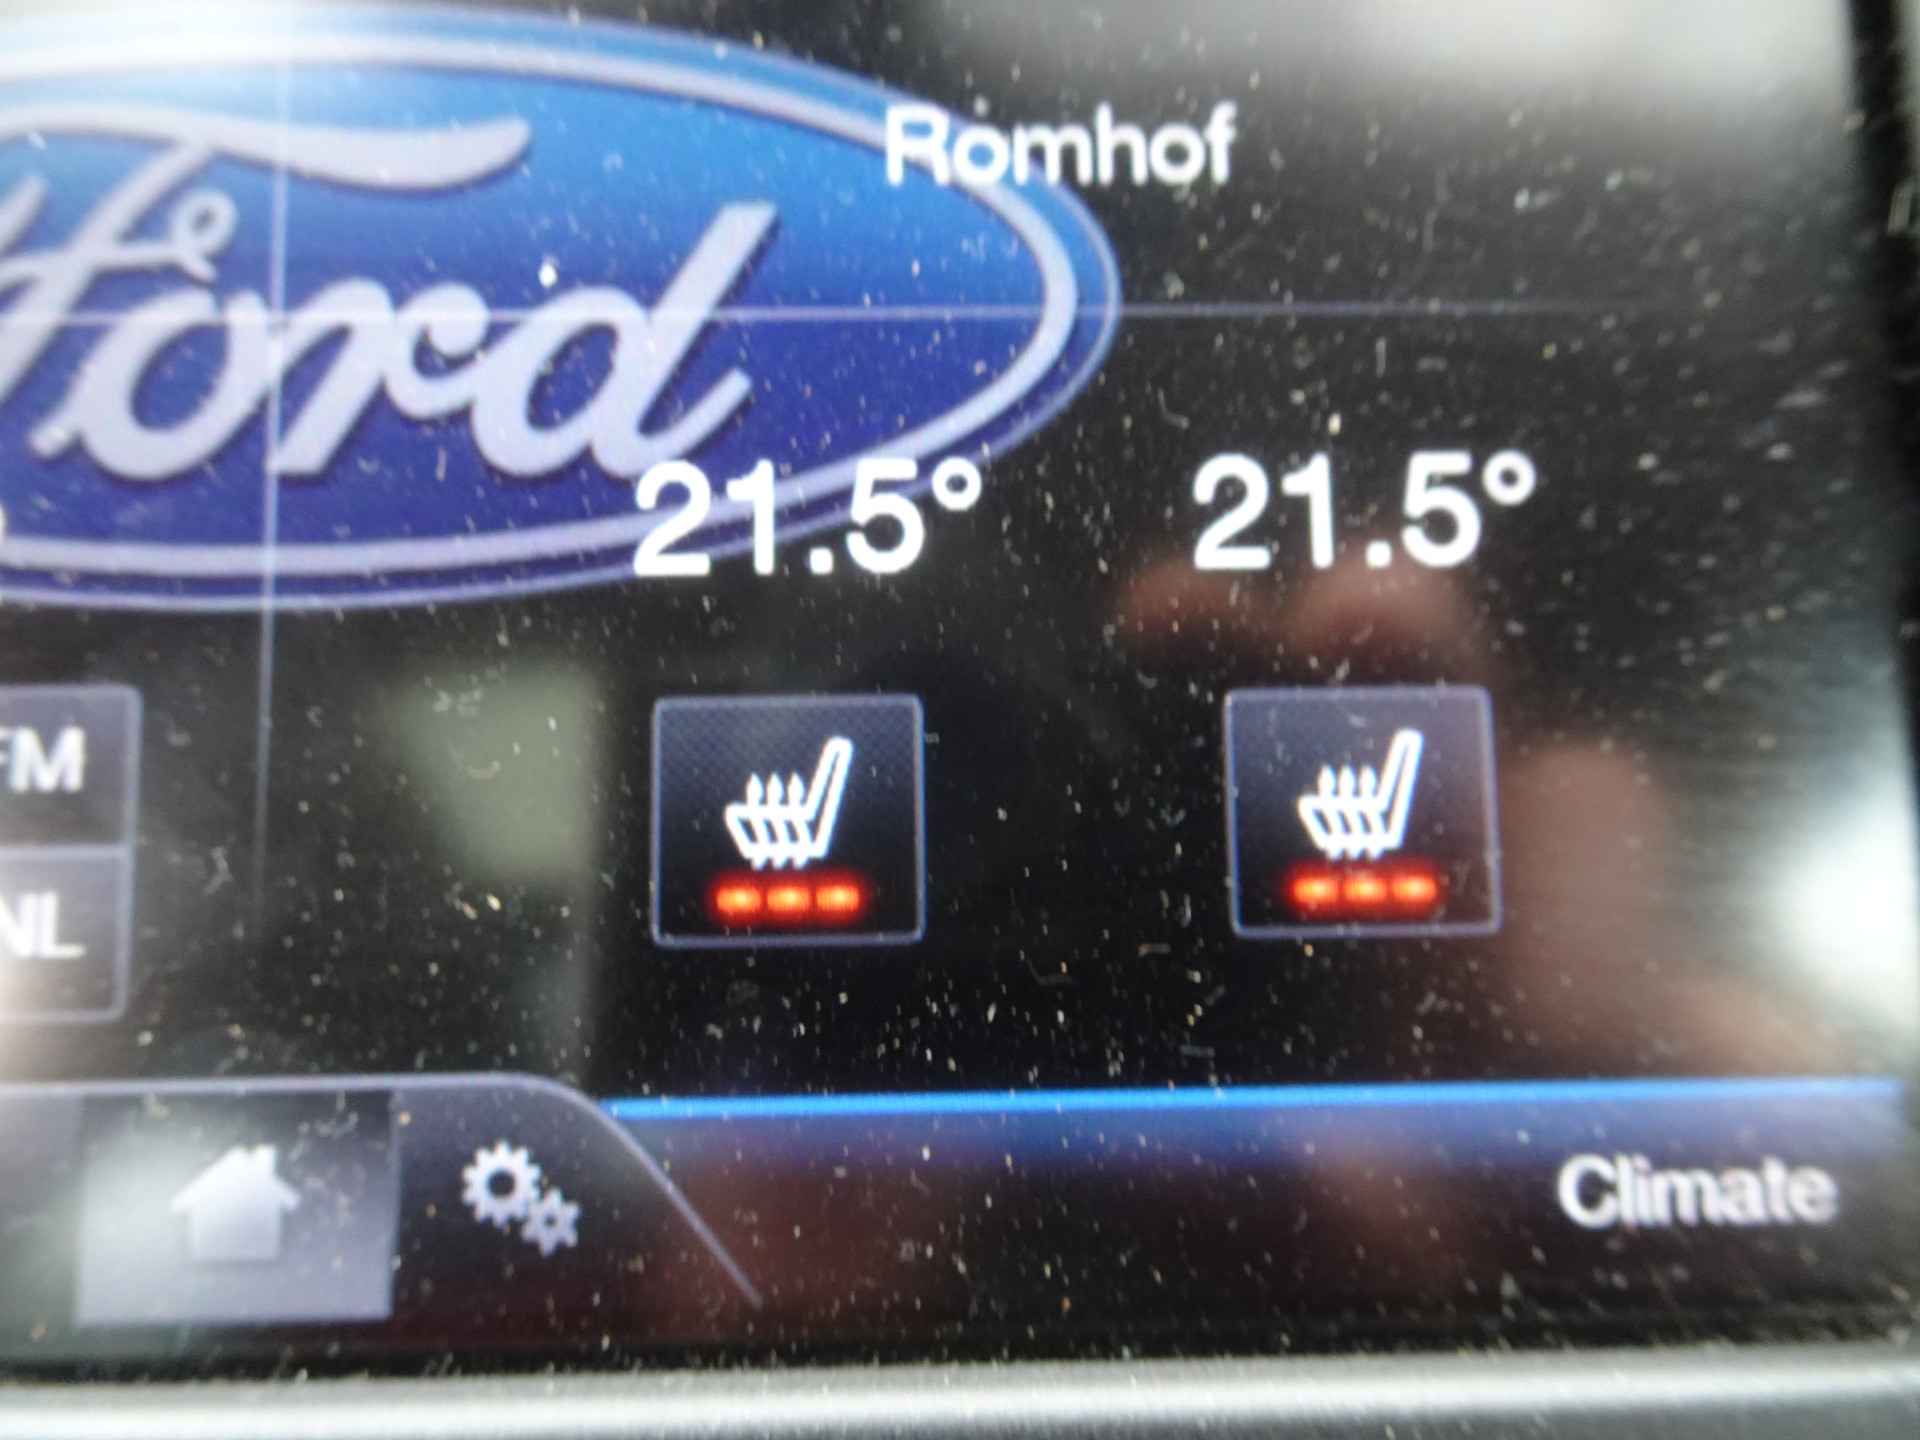 Romhof
Ford
21.5° 21.5°
FM
NL
Climate